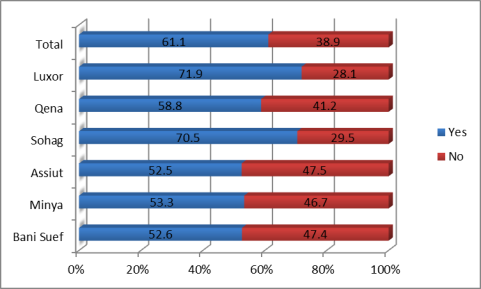 Total 61.1 38.9
Luxor 71.9 28.1
Qena 58.8 41.2
Sohag 70.5 29.5
Assiut 52.5 47.5
Minya 53.3 46.7
Bani Suef 52.6 47.4
0% 20% 40% 60% 80% 100%
Yes
No